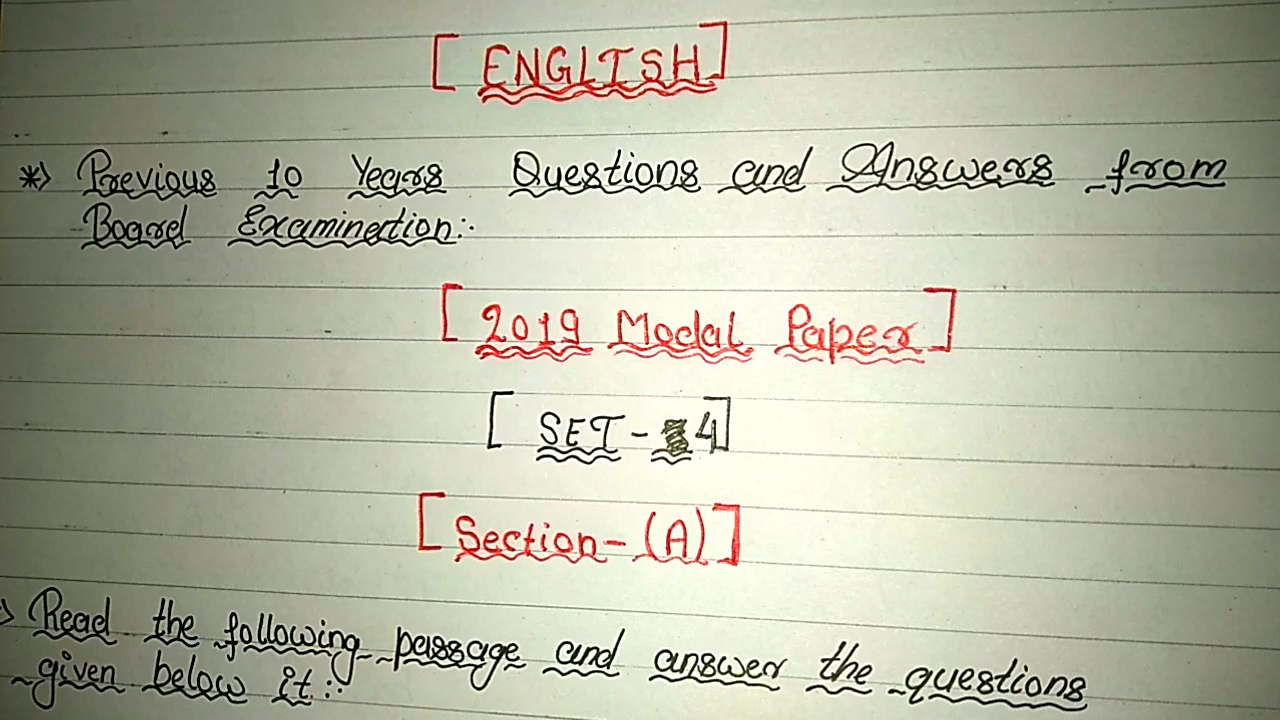 [ ENGLISH ]
*) Previous 10 Years Questions and Answers from
Board Examination:-
[ 2019 Modal Paper ]
[ SET - 4]
[ Section - (A) ]
> Read the following passage and answer the questions
given below it:-